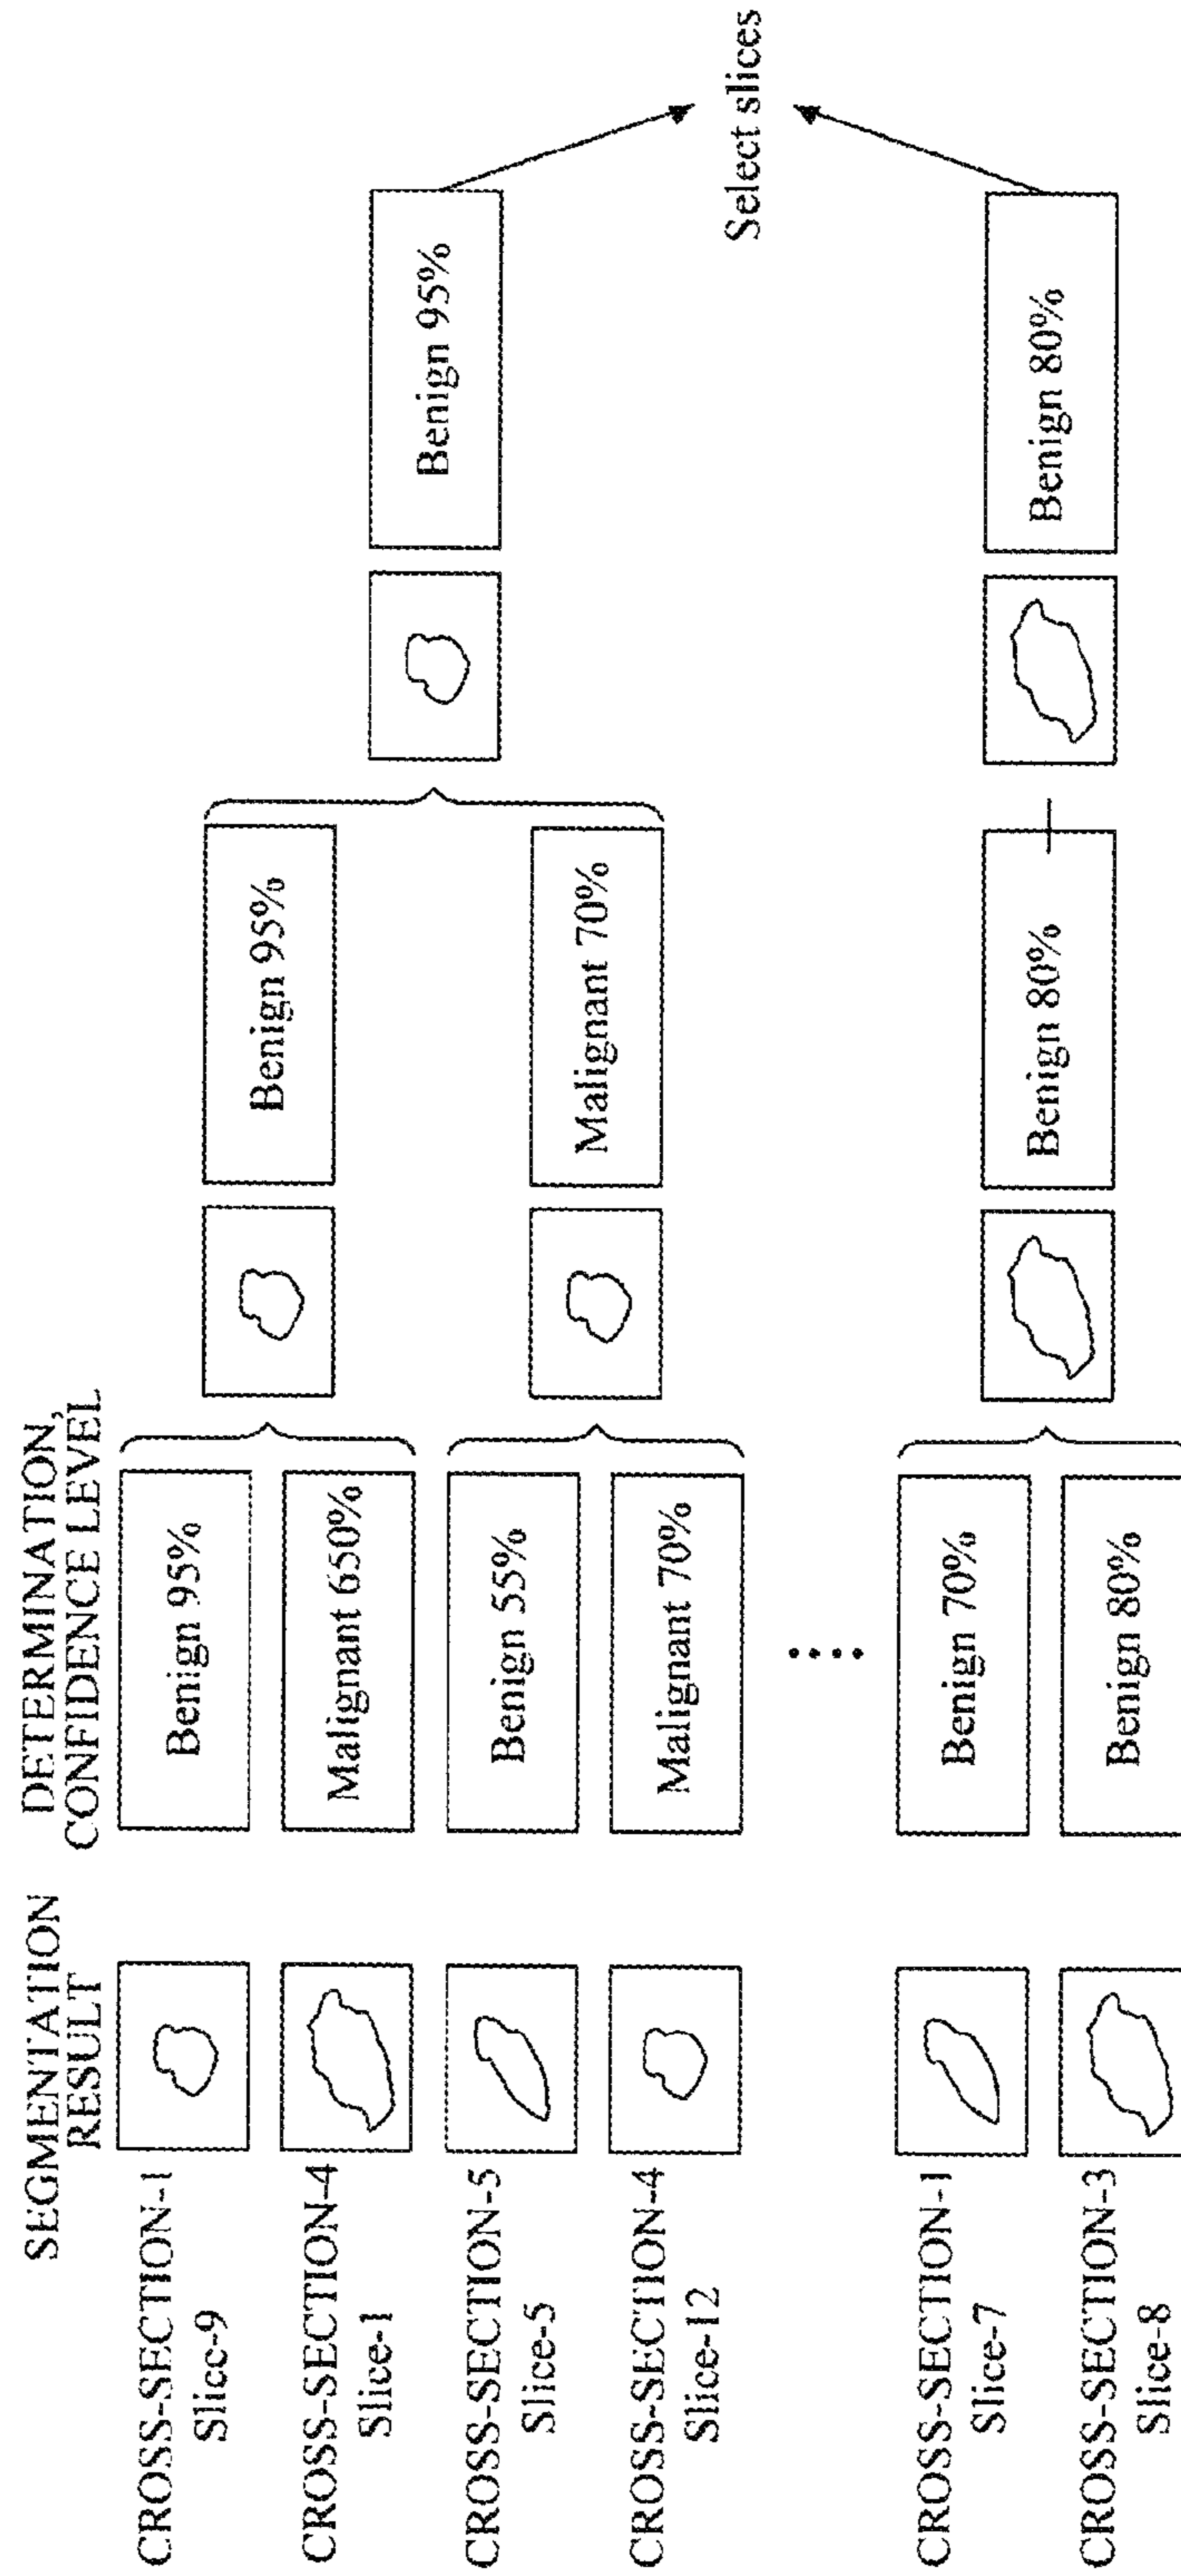 SEGMENTATION
RESULT
DETERMINATION,
CONFIDENCE LEVEL
CROSS-SECTION-1
Slice-9
Benign 95%
CROSS-SECTION-4
Slice-1
Malignant 650%
CROSS-SECTION-5
Slice-5
Benign 55%
CROSS-SECTION-4
Slice-12
Malignant 70%
CROSS-SECTION-1
Slice-7
Benign 70%
CROSS-SECTION-3
Slice-8
Benign 80%
Benign 95%
Malignant 70%
Benign 80%
Benign 95%
Benign 80%
Select slices